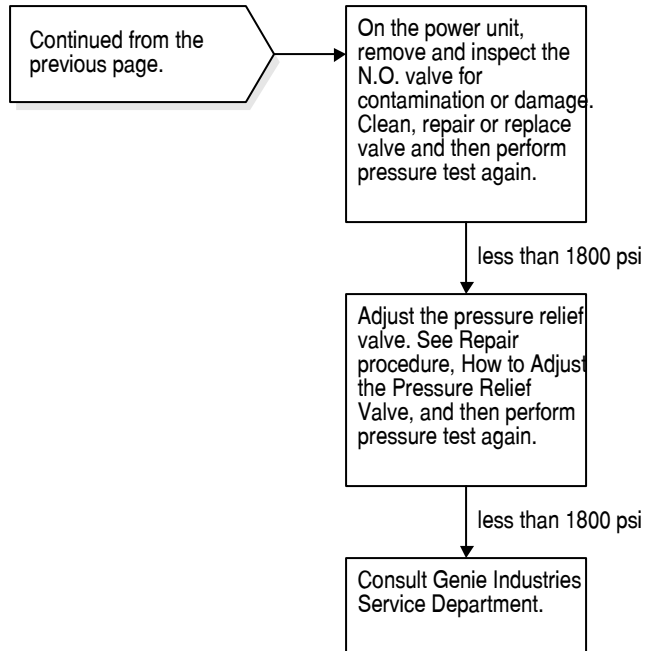 Continued from the
previous page.
On the power unit,
remove and inspect the
N.O. valve for
contamination or damage.
Clean, repair or replace
valve and then perform
pressure test again.
less than 1800 psi
Adjust the pressure relief
valve. See Repair
procedure, How to Adjust
the Pressure Relief
Valve, and then perform
pressure test again.
less than 1800 psi
Consult Genie Industries
Service Department.